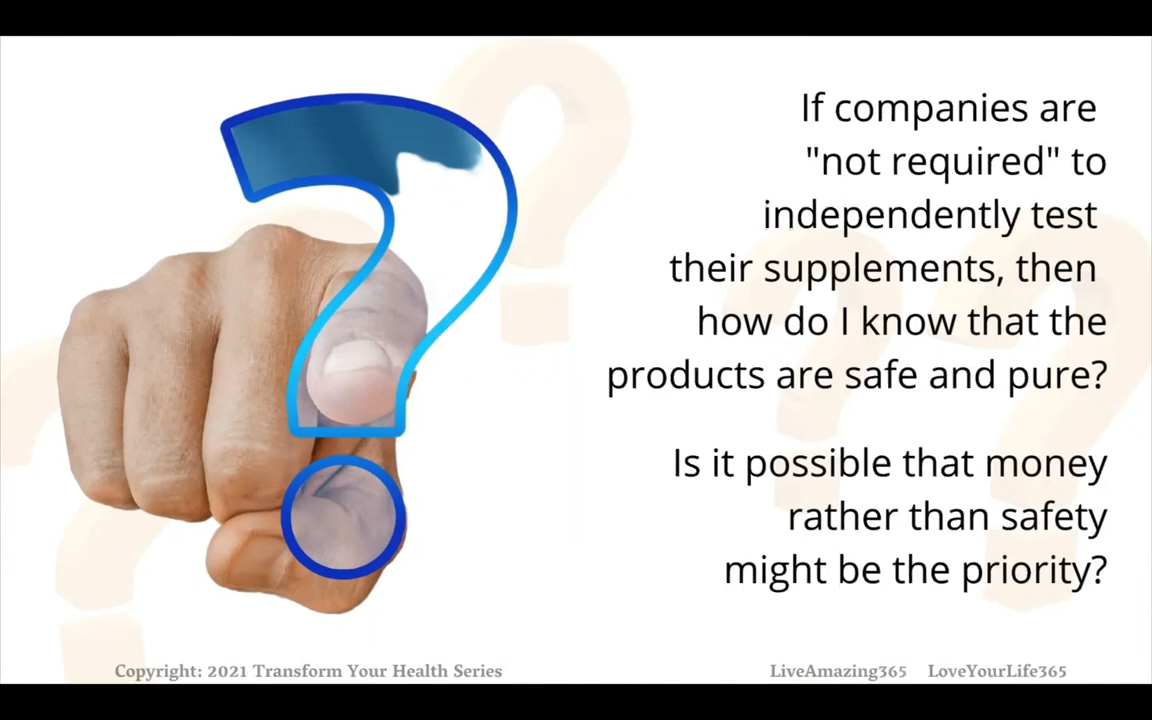 If companies are
"not required" to
independently test
their supplements, then
how do I know that the
products are safe and pure?
Is it possible that money
rather than safety
might be the priority?
Copyright: 2021 Transform Your Health Series
LiveAmazing365 LoveYourLife365